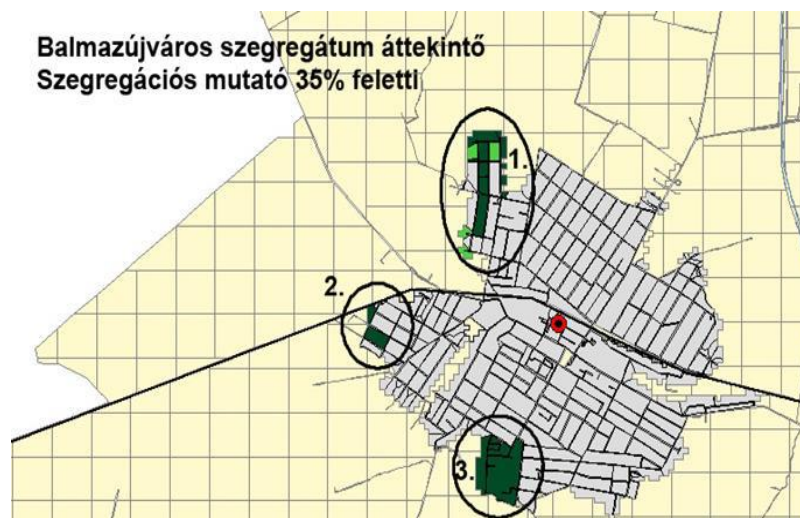 Balmazújváros szegregátum áttekintő
Szegregációs mutató 35% feletti
1.
2.
3.